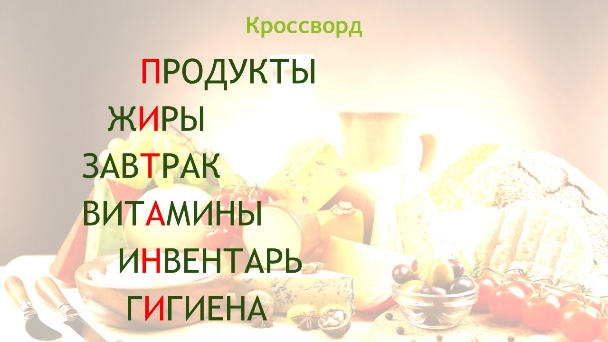 Кроссворд
ПРОДУКТЫ
ЖИРЫ
ЗАВТРАК
ВИТАМИНЫ
ИНВЕНТАРЬ
ГИГИЕНА